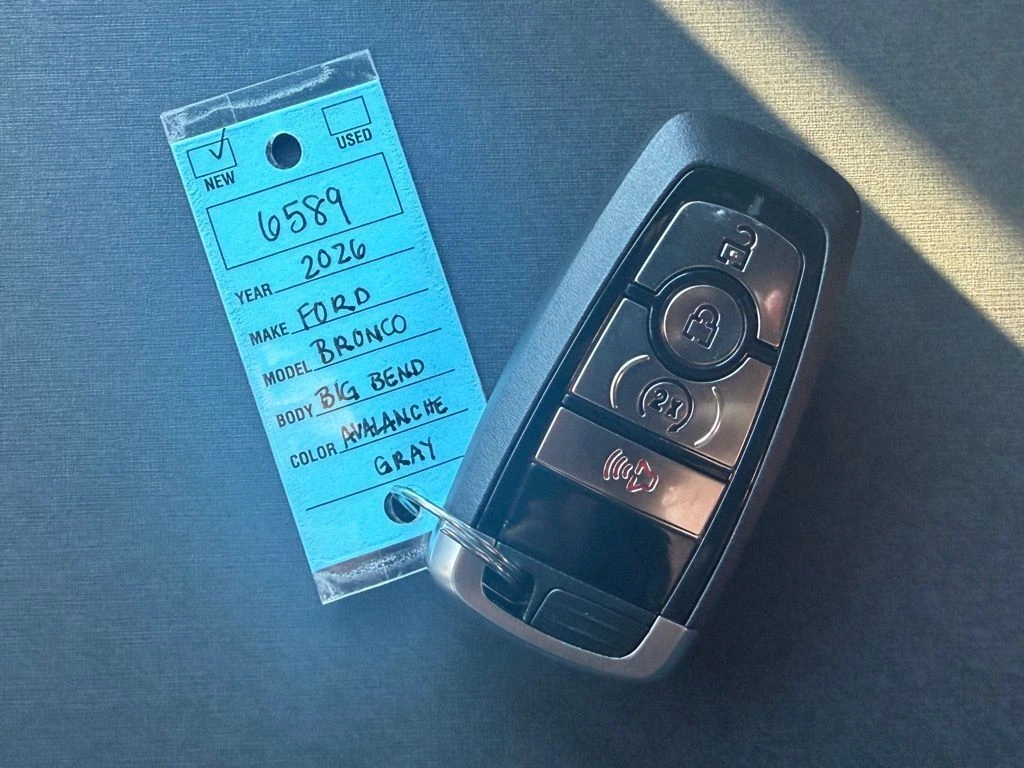 NEW USED
6589
YEAR 2026
MAKE FORD
MODEL BRONCO
BODY BIG BEND
COLOR AVALANCHE
GRAY
2x